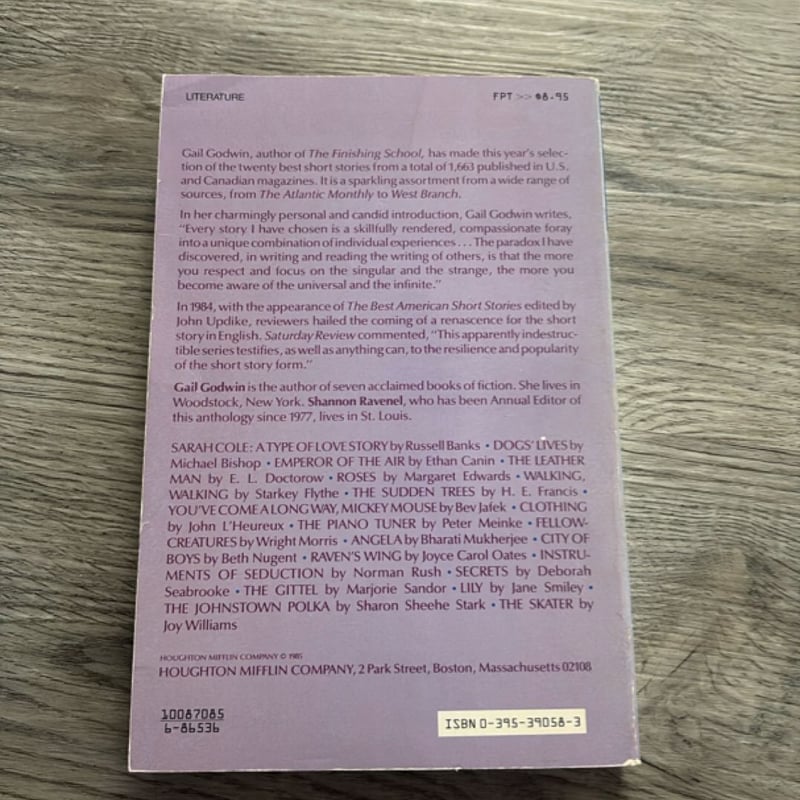 LITERATURE
FPT >> $8.95
Gail Godwin, author of The Finishing School, has made this year's selec-
tion of the twenty best short stories from a total of 1,663 published in U.S.
and Canadian magazines. It is a sparkling assortment from a wide range of
sources, from The Atlantic Monthly to West Branch.
In her charmingly personal and candid introduction, Gail Godwin writes,
"Every story I have chosen is a skillfully rendered, compassionate foray
into a unique combination of individual experiences . . . The paradox I have
discovered, in writing and reading the writing of others, is that the more
you respect and focus on the singular and the strange, the more you
become aware of the universal and the infinite."
In 1984, with the appearance of The Best American Short Stories edited by
John Updike, reviewers hailed the coming of a renascence for the short
story in English. Saturday Review commented, "This apparently indestruc-
tible series testifies, as well as anything can, to the resilience and popularity
of the short story form."
Gail Godwin is the author of seven acclaimed books of fiction. She lives in
Woodstock, New York. Shannon Ravenel, who has been Annual Editor of
this anthology since 1977, lives in St. Louis.
SARAH COLE: A TYPE OF LOVE STORY by Russell Banks • DOGS' LIVES by
Michael Bishop • EMPEROR OF THE AIR by Ethan Canin • THE LEATHER
MAN by E. L. Doctorow • ROSES by Margaret Edwards • WALKING,
WALKING by Starkey Flythe • THE SUDDEN TREES by H. E. Francis •
YOU'VE COME A LONG WAY, MICKEY MOUSE by Bev Jafek • CLOTHING
by John L'Heureux • THE PIANO TUNER by Peter Meinke • FELLOW-
CREATURES by Wright Morris • ANGELA by Bharati Mukherjee • CITY OF
BOYS by Beth Nugent • RAVEN'S WING by Joyce Carol Oates • INSTRU-
MENTS OF SEDUCTION by Norman Rush • SECRETS by Deborah
Seabrooke • THE GITTEL by Marjorie Sandor • LILY by Jane Smiley •
THE JOHNSTOWN POLKA by Sharon Sheehe Stark • THE SKATER by
Joy Williams
HOUGHTON MIFFLIN COMPANY © 1985
HOUGHTON MIFFLIN COMPANY, 2 Park Street, Boston, Massachusetts 02108
10087085
6-86536
ISBN 0-395-39058-3